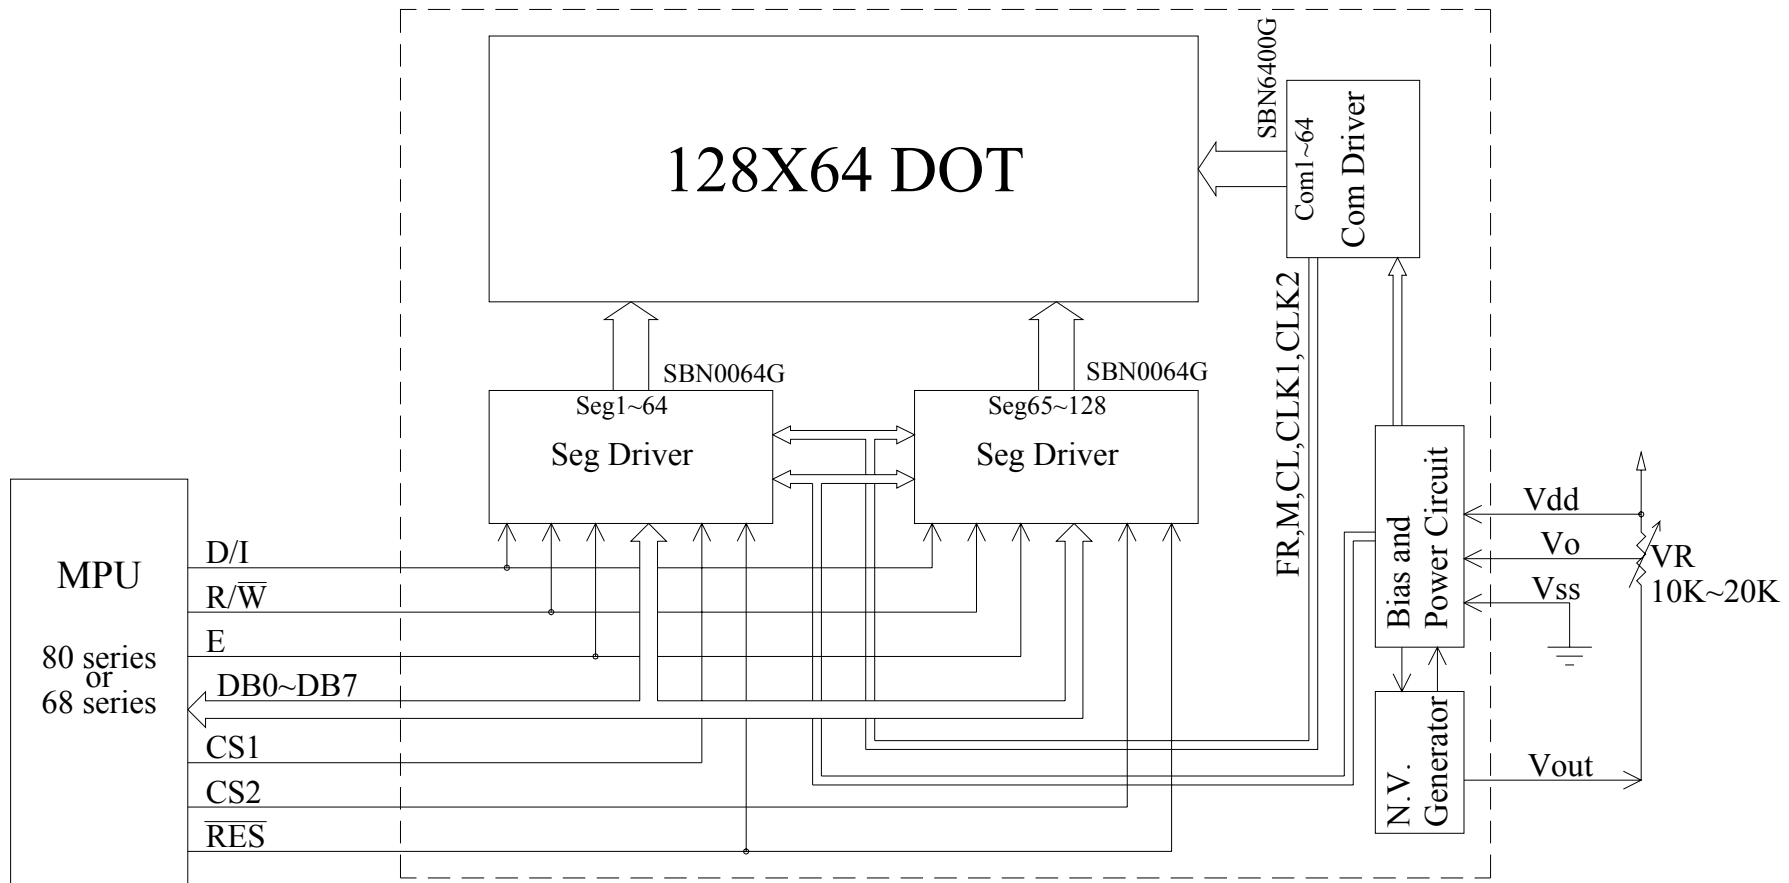 128X64 DOT
SBN6400G
Com1~64
Com Driver
SBN0064G
Seg1~64
Seg Driver
SBN0064G
Seg65~128
Seg Driver
FR,M,CL,CLK1,CLK2
MPU
80 series
or
68 series
D/I
R/W̅
E
DB0~DB7
CS1
CS2
R̅E̅S̅
Bias and
Power Circuit
Vdd
Vo
Vss
VR
10K~20K
N.V.
Generator
Vout